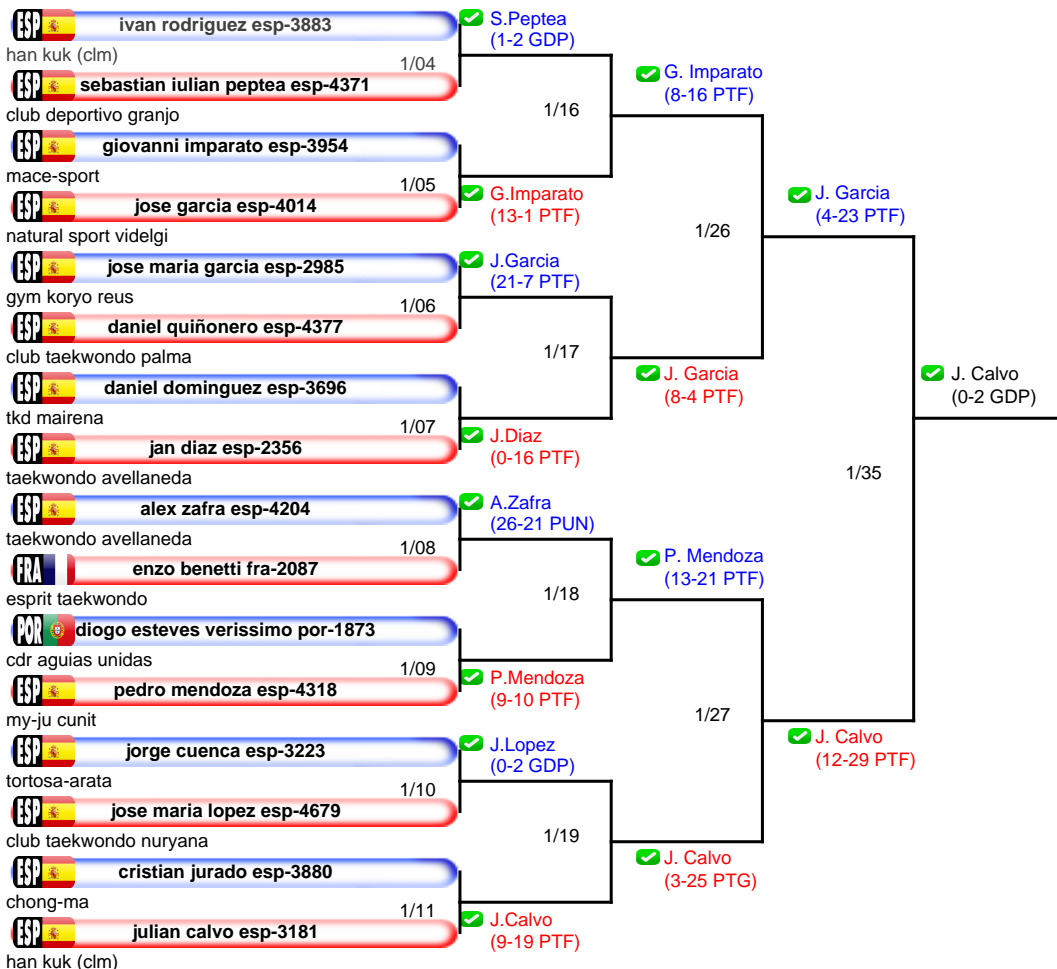 ESP ivan rodriguez esp-3883
han kuk (clm)
1/04
ESP sebastian iulian peptea esp-4371
club deportivo granjo
ESP giovanni imparato esp-3954
mace-sport
1/05
ESP jose garcia esp-4014
natural sport videlgi
ESP jose maria garcia esp-2985
gym koryo reus
1/06
ESP daniel quiñonero esp-4377
club taekwondo palma
ESP daniel dominguez esp-3696
tkd mairena
1/07
ESP jan diaz esp-2356
taekwondo avellaneda
ESP alex zafra esp-4204
taekwondo avellaneda
1/08
FRA enzo benetti fra-2087
esprit taekwondo
POR diogo esteves verissimo por-1873
cdr aguias unidas
1/09
ESP pedro mendoza esp-4318
my-ju cunit
ESP jorge cuenca esp-3223
tortosa-arata
1/10
ESP jose maria lopez esp-4679
club taekwondo nuryana
ESP cristian jurado esp-3880
chong-ma
1/11
ESP julian calvo esp-3181
han kuk (clm)
S.Peptea
(1-2 GDP)
1/16
G.Imparato
(13-1 PTF)
J.Garcia
(21-7 PTF)
1/17
J.Diaz
(0-16 PTF)
A.Zafra
(26-21 PUN)
1/18
P.Mendoza
(9-10 PTF)
J.Lopez
(0-2 GDP)
1/19
J.Calvo
(9-19 PTF)
G. Imparato
(8-16 PTF)
1/26
J. Garcia
(8-4 PTF)
P. Mendoza
(13-21 PTF)
1/27
J. Calvo
(3-25 PTG)
J. Garcia
(4-23 PTF)
1/35
J. Calvo
(12-29 PTF)
J. Calvo
(0-2 GDP)